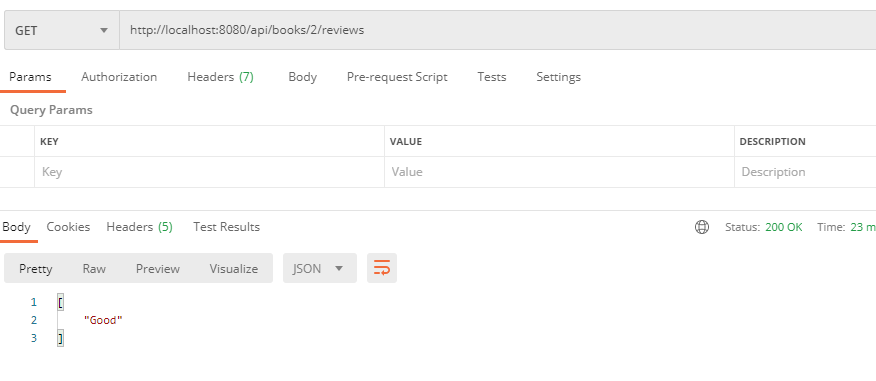 GET http://localhost:8080/api/books/2/reviews
Params Authorization Headers (7) Body Pre-request Script Tests Settings
Query Params
KEY VALUE DESCRIPTION
Key Value Description
Body Cookies Headers (5) Test Results Status: 200 OK Time: 23 m
Pretty Raw Preview Visualize JSON
1 [
2 "Good"
3 ]